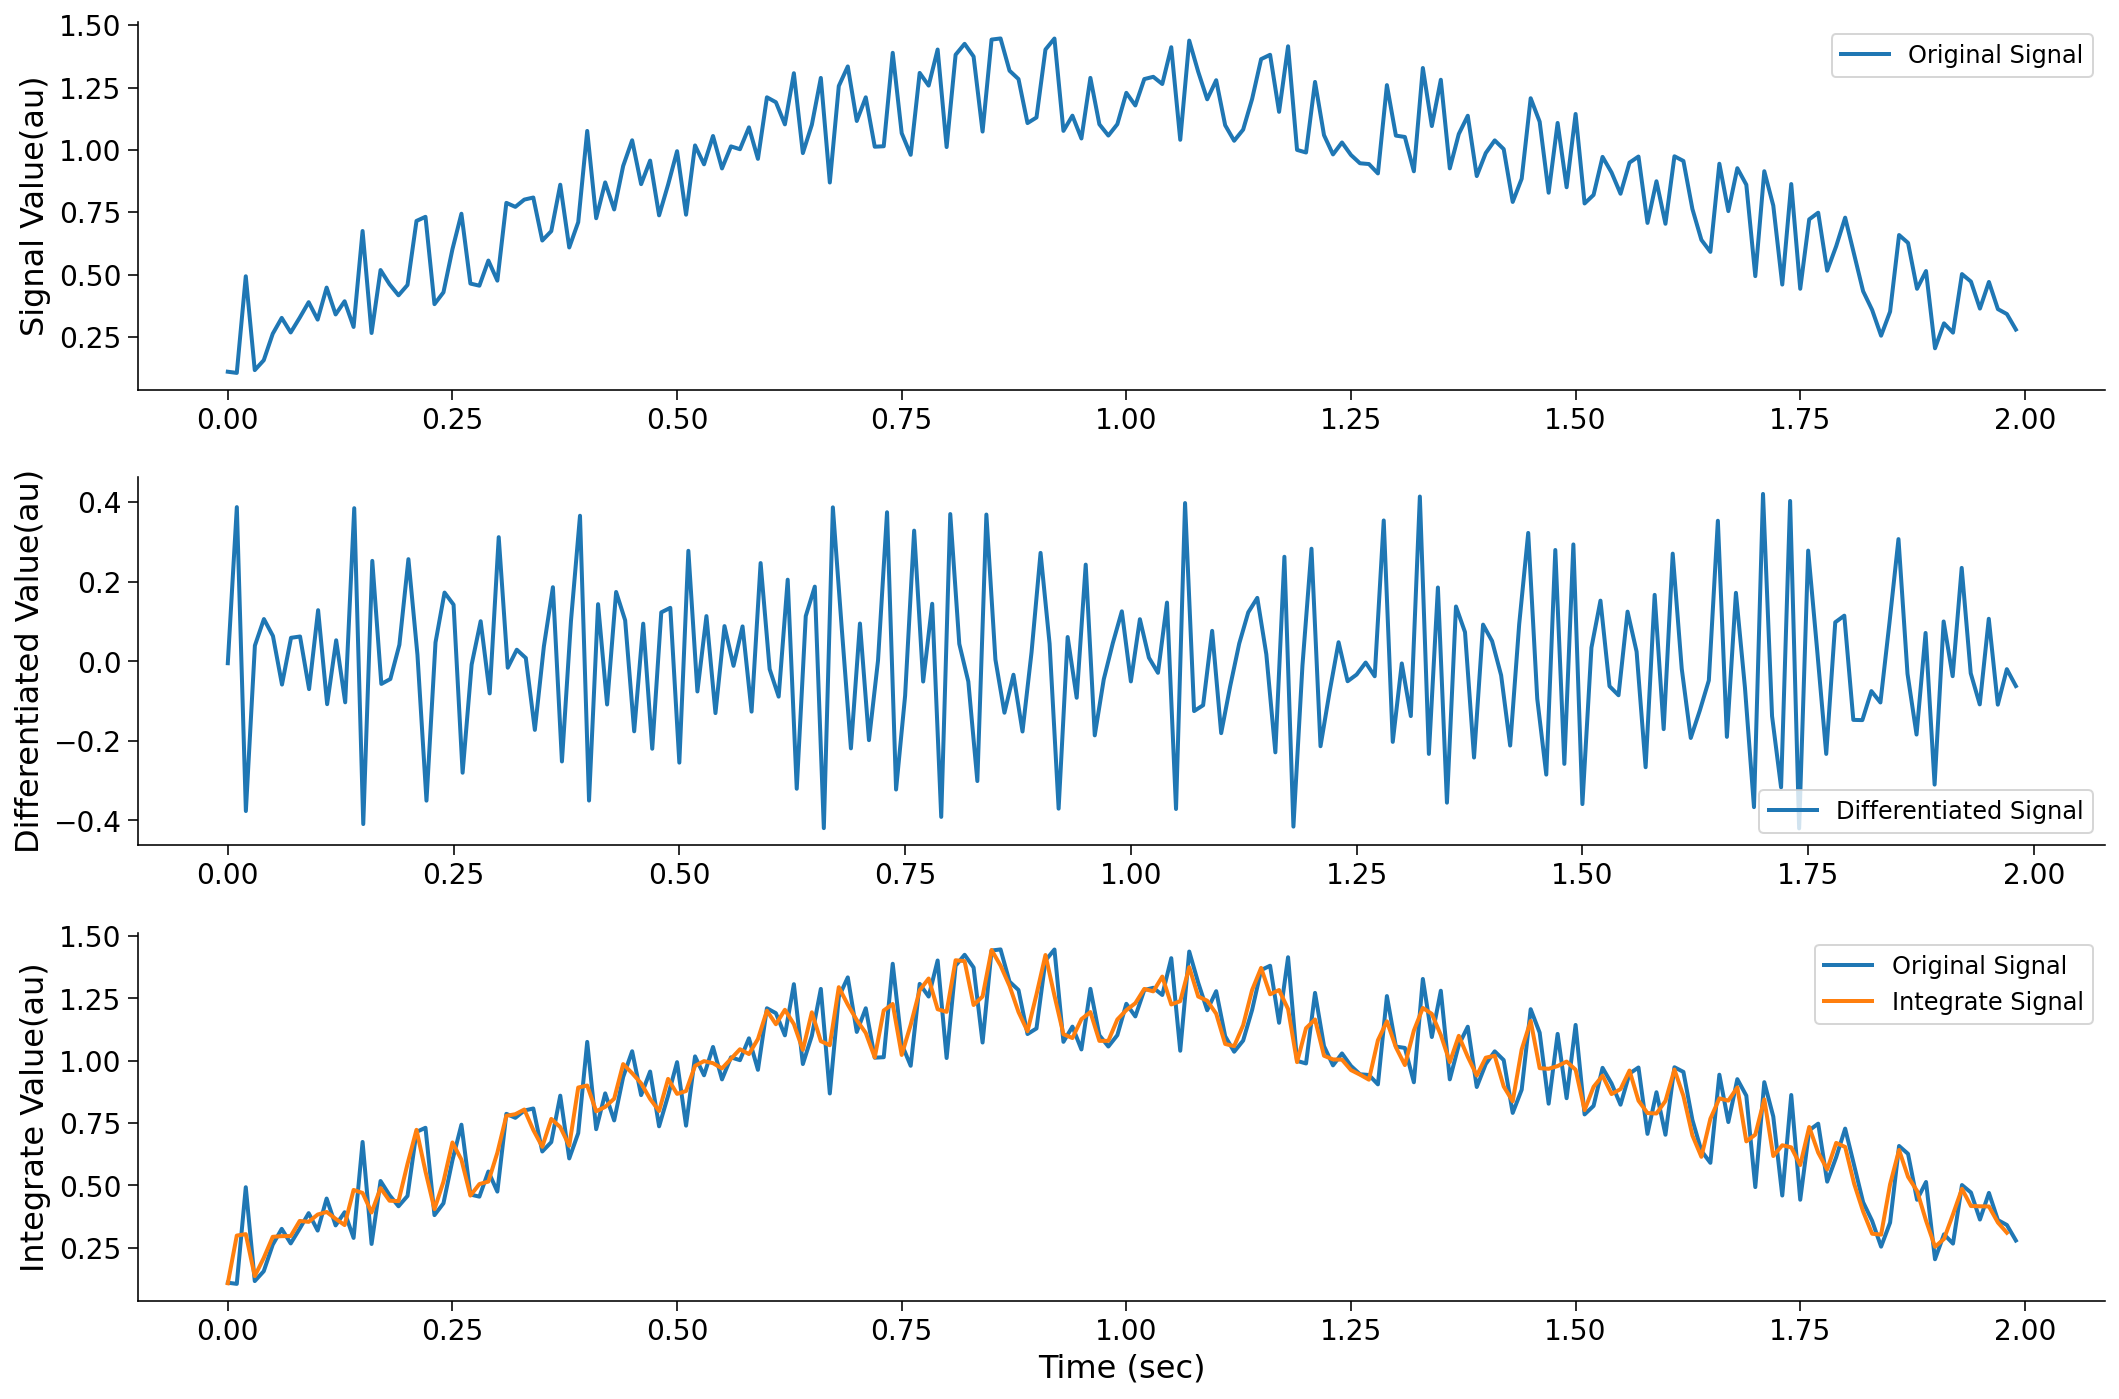 Signal Value(au)
1.50
1.25
1.00
0.75
0.50
0.25
Original Signal
0.00 0.25 0.50 0.75 1.00 1.25 1.50 1.75 2.00
Differentiated Value(au)
0.4
0.2
0.0
−0.2
−0.4
Differentiated Signal
0.00 0.25 0.50 0.75 1.00 1.25 1.50 1.75 2.00
Integrate Value(au)
1.50
1.25
1.00
0.75
0.50
0.25
Original Signal
Integrate Signal
0.00 0.25 0.50 0.75 1.00 1.25 1.50 1.75 2.00
Time (sec)